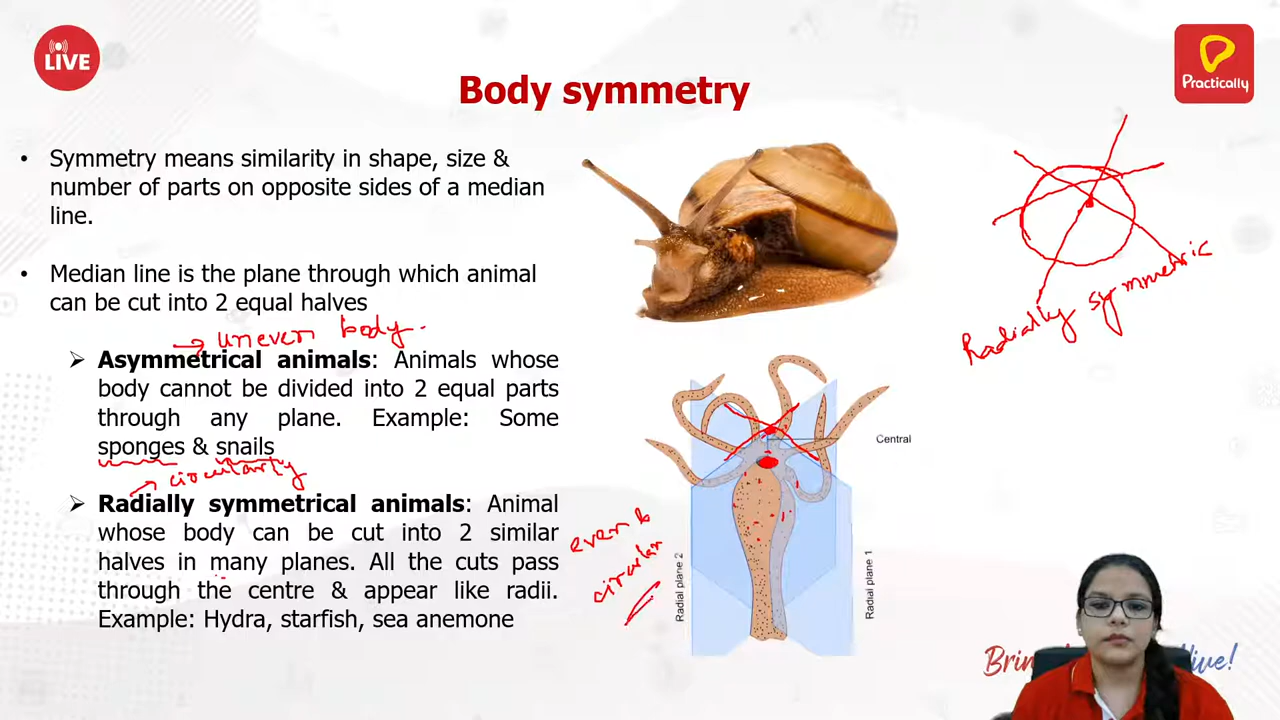 LIVE
Practically
Body symmetry
• Symmetry means similarity in shape, size &
number of parts on opposite sides of a median
line.
• Median line is the plane through which animal
can be cut into 2 equal halves
→ uneven body.
➢ Asymmetrical animals: Animals whose
body cannot be divided into 2 equal parts
through any plane. Example: Some
sponges & snails
→ circularly
➢ Radially symmetrical animals: Animal
whose body can be cut into 2 similar
halves in many planes. All the cuts pass
through the centre & appear like radii.
Example: Hydra, starfish, sea anemone
Radially symmetric
Central
even &
circular
Radial plane 2
Radial plane 1